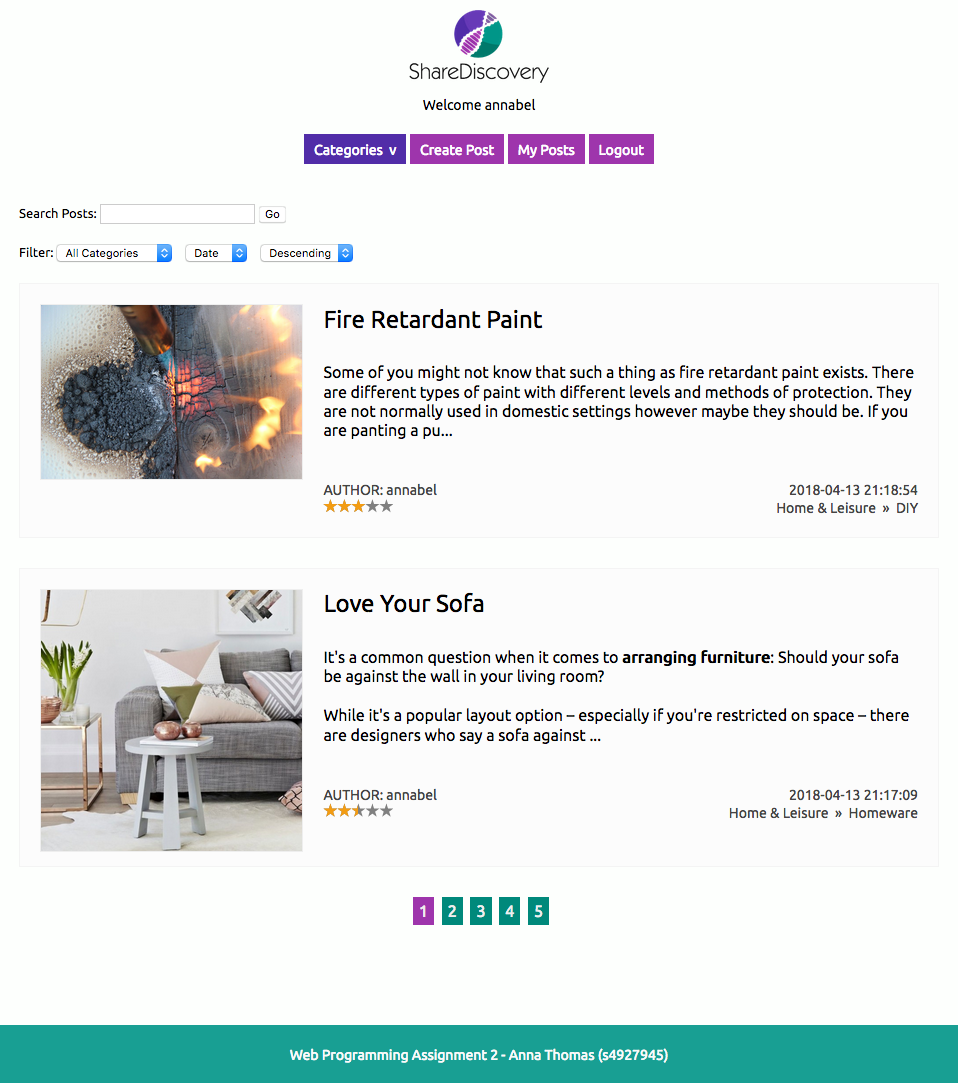 ShareDiscovery
Welcome annabel
Categories v Create Post My Posts Logout
Search Posts: Go
Filter: All Categories Date Descending
Fire Retardant Paint
Some of you might not know that such a thing as fire retardant paint exists. There
are different types of paint with different levels and methods of protection. They
are not normally used in domestic settings however maybe they should be. If you
are panting a pu...
AUTHOR: annabel 2018-04-13 21:18:54
Home & Leisure » DIY
Love Your Sofa
It's a common question when it comes to arranging furniture: Should your sofa
be against the wall in your living room?
While it's a popular layout option – especially if you're restricted on space – there
are designers who say a sofa against ...
AUTHOR: annabel 2018-04-13 21:17:09
Home & Leisure » Homeware
1 2 3 4 5
Web Programming Assignment 2 - Anna Thomas (s4927945)